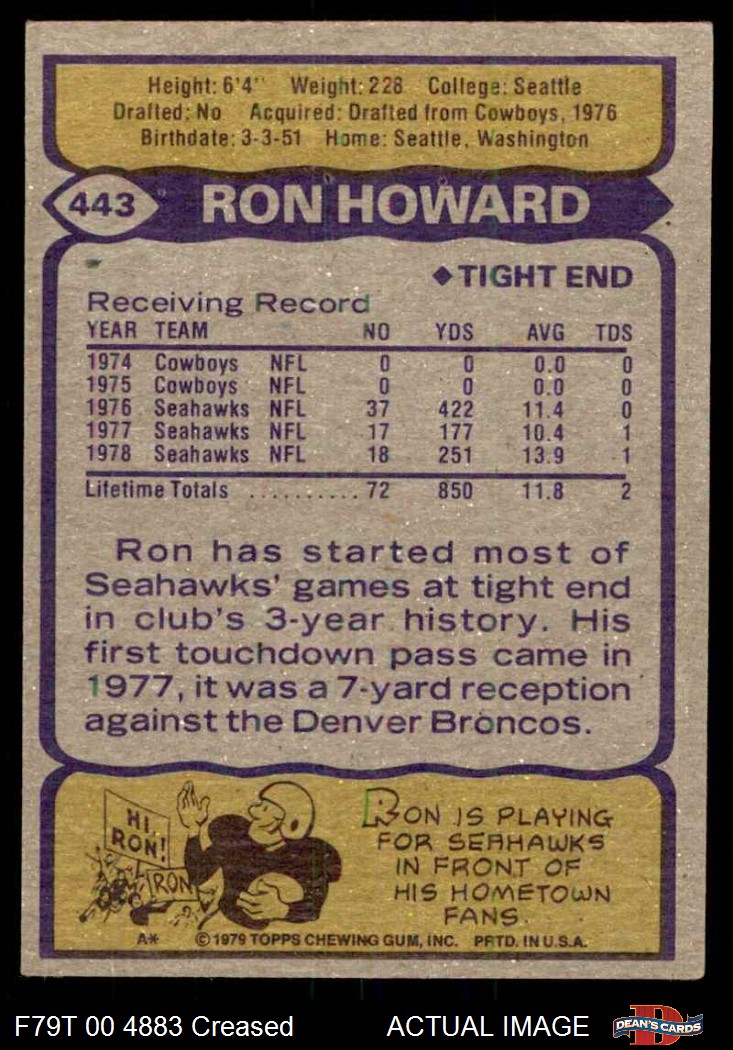 Height: 6'4" Weight: 228 College: Seattle
Drafted: No Acquired: Drafted from Cowboys, 1976
Birthdate: 3-3-51 Home: Seattle, Washington
443 RON HOWARD
◆TIGHT END
Receiving Record
YEAR TEAM NO YDS AVG TDS
1974 Cowboys NFL 0 0 0.0 0
1975 Cowboys NFL 0 0 0.0 0
1976 Seahawks NFL 37 422 11.4 0
1977 Seahawks NFL 17 177 10.4 1
1978 Seahawks NFL 18 251 13.9 1
Lifetime Totals .......... 72 850 11.8 2
Ron has started most of
Seahawks' games at tight end
in club's 3-year history. His
first touchdown pass came in
1977, it was a 7-yard reception
against the Denver Broncos.
HI,
RON!
RON
RON IS PLAYING
FOR SEAHAWKS
IN FRONT OF
HIS HOMETOWN
FANS.
A* © 1979 TOPPS CHEWING GUM, INC. PRTD. IN U.S.A.
F79T 00 4883 Creased ACTUAL IMAGE
D
DEAN'S CARDS